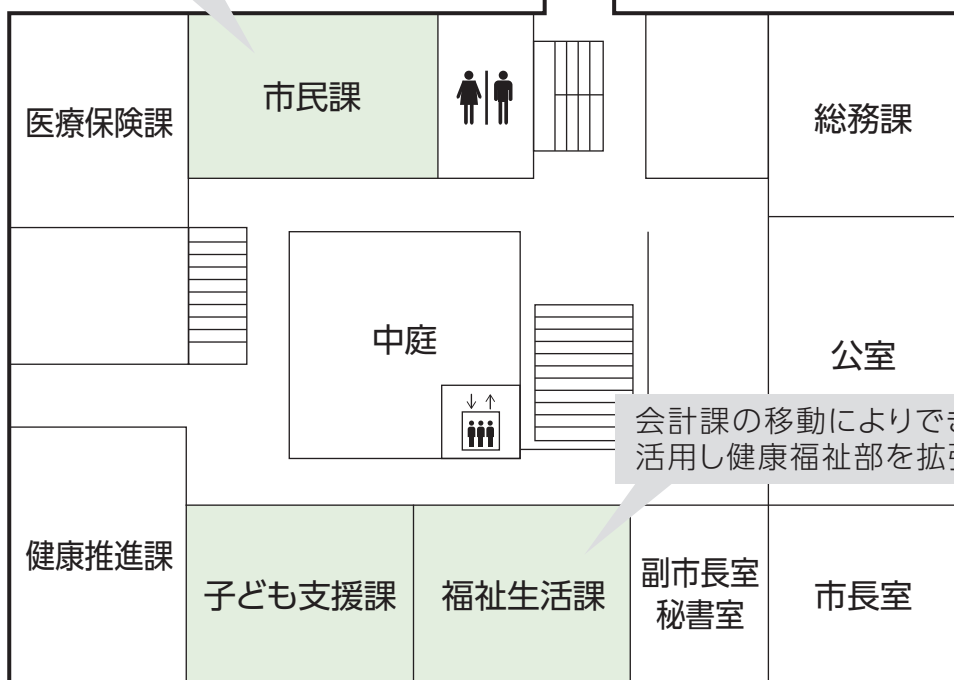 医療保険課
市民課
総務課
中庭
公室
会計課の移動によりでき
活用し健康福祉部を拡張
健康推進課
子ども支援課
福祉生活課
副市長室
秘書室
市長室